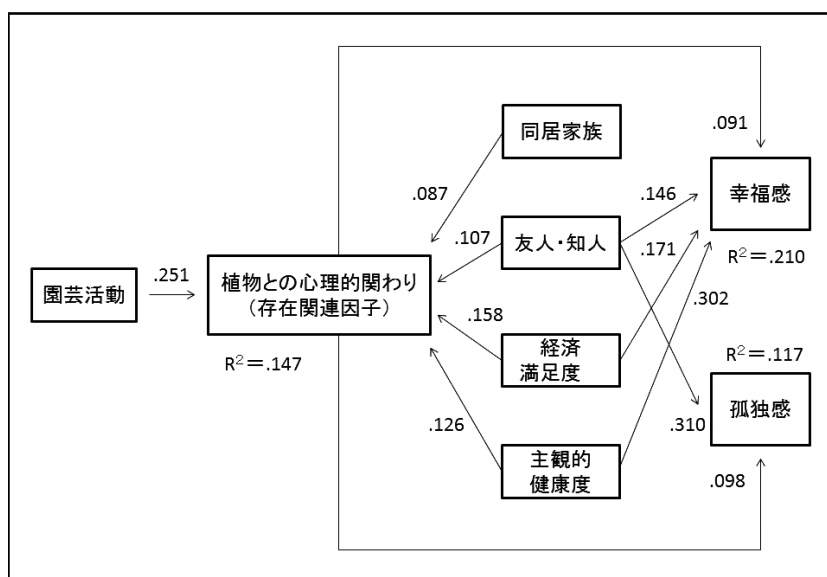 .091
同居家族
.087
.146
幸福感
.107
友人・知人
.171
R²＝.210
園芸活動
.251
植物との心理的関わり
（存在関連因子）
.158
.302
R²＝.147
経済
満足度
R²＝.117
孤独感
.126
.310
主観的
健康度
.098